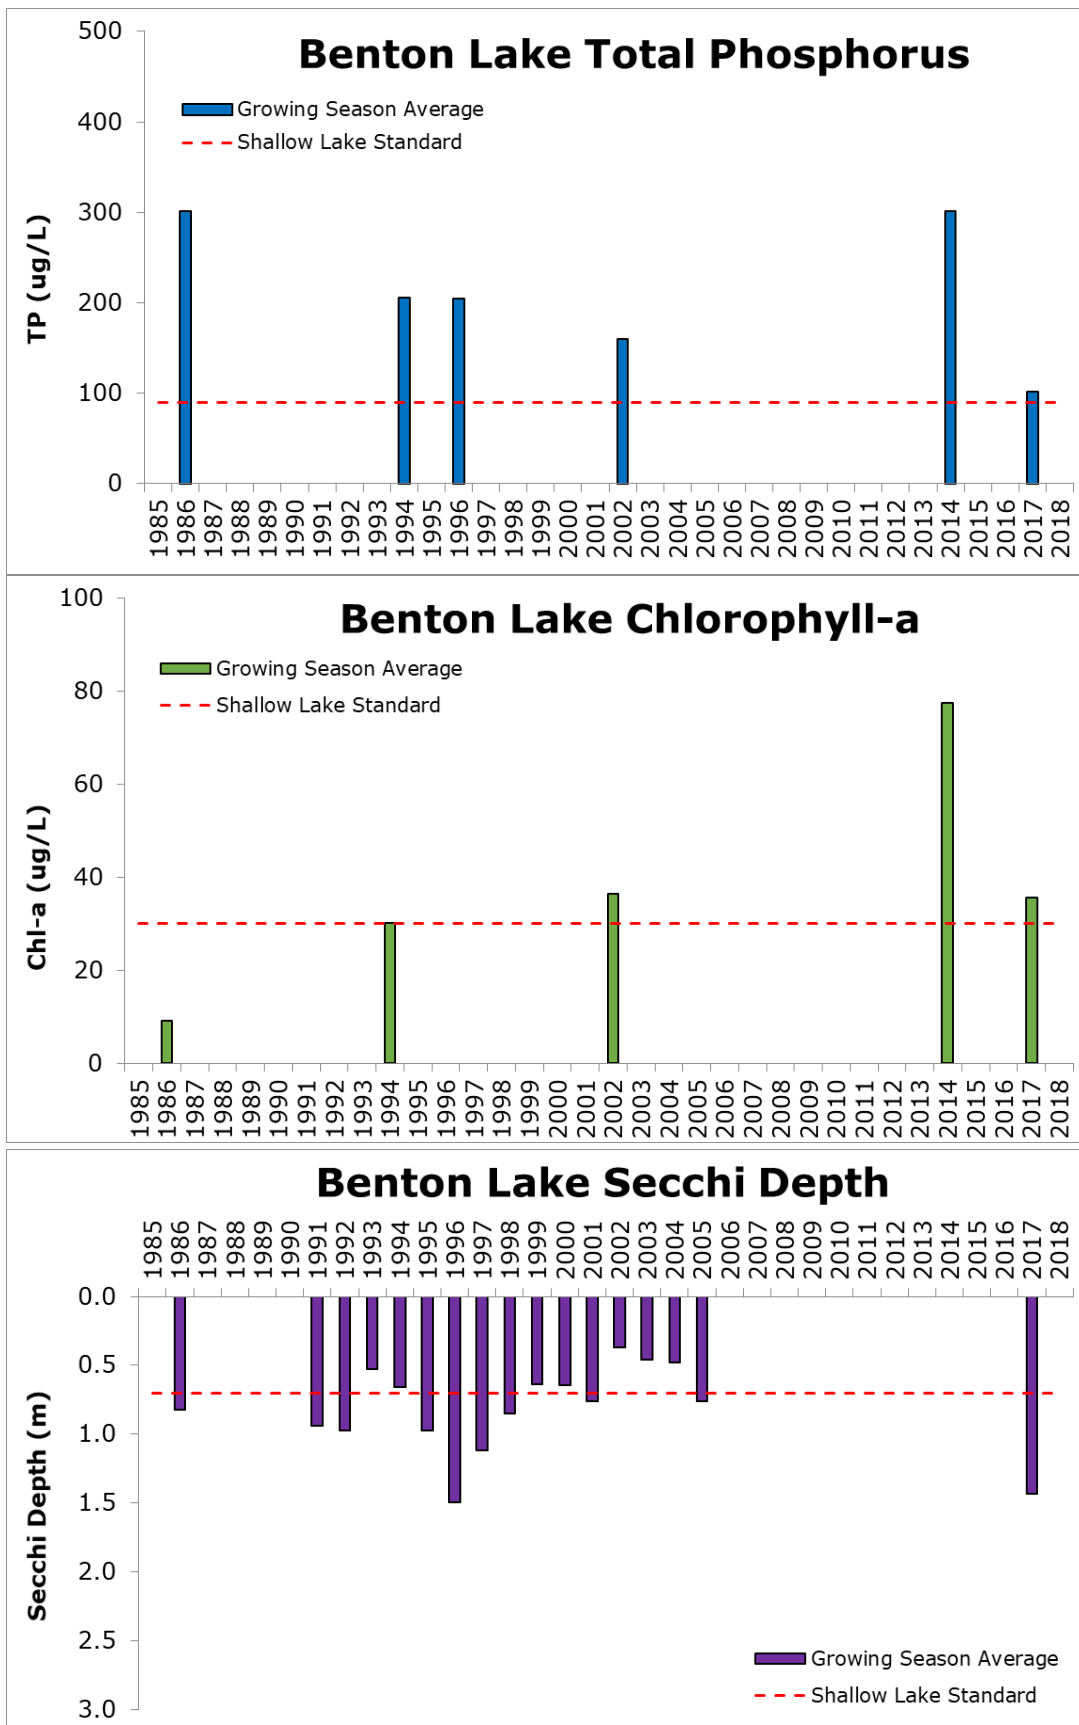 Benton Lake Total Phosphorus
Growing Season Average
Shallow Lake Standard
TP (ug/L)
500
400
300
200
100
0
1985 1986 1987 1988 1989 1990 1991 1992 1993 1994 1995 1996 1997 1998 1999 2000 2001 2002 2003 2004 2005 2006 2007 2008 2009 2010 2011 2012 2013 2014 2015 2016 2017 2018
Benton Lake Chlorophyll-a
Growing Season Average
Shallow Lake Standard
Chl-a (ug/L)
100
80
60
40
20
0
1985 1986 1987 1988 1989 1990 1991 1992 1993 1994 1995 1996 1997 1998 1999 2000 2001 2002 2003 2004 2005 2006 2007 2008 2009 2010 2011 2012 2013 2014 2015 2016 2017 2018
Benton Lake Secchi Depth
1985 1986 1987 1988 1989 1990 1991 1992 1993 1994 1995 1996 1997 1998 1999 2000 2001 2002 2003 2004 2005 2006 2007 2008 2009 2010 2011 2012 2013 2014 2015 2016 2017 2018
Secchi Depth (m)
0.0
0.5
1.0
1.5
2.0
2.5
3.0
Growing Season Average
Shallow Lake Standard